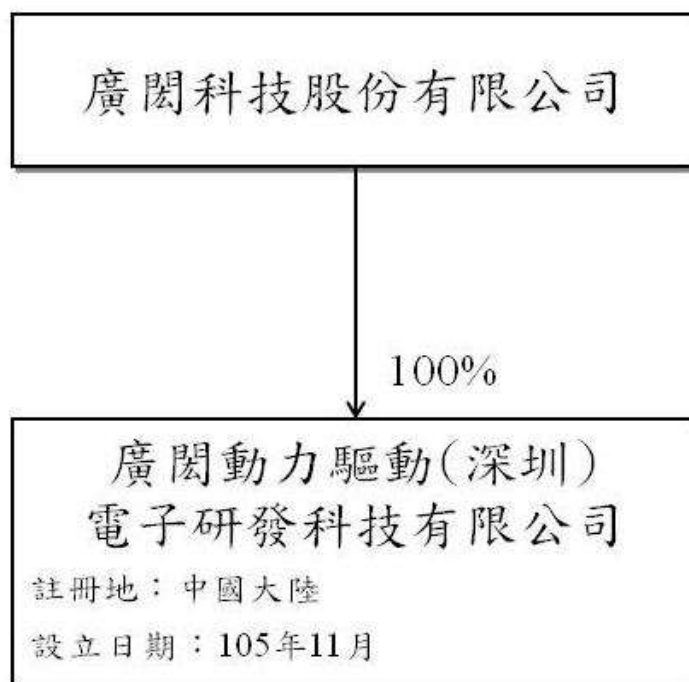 廣閎科技股份有限公司
100%
廣閎動力驅動(深圳)
電子研發科技有限公司
註冊地：中國大陸
設立日期：105年11月